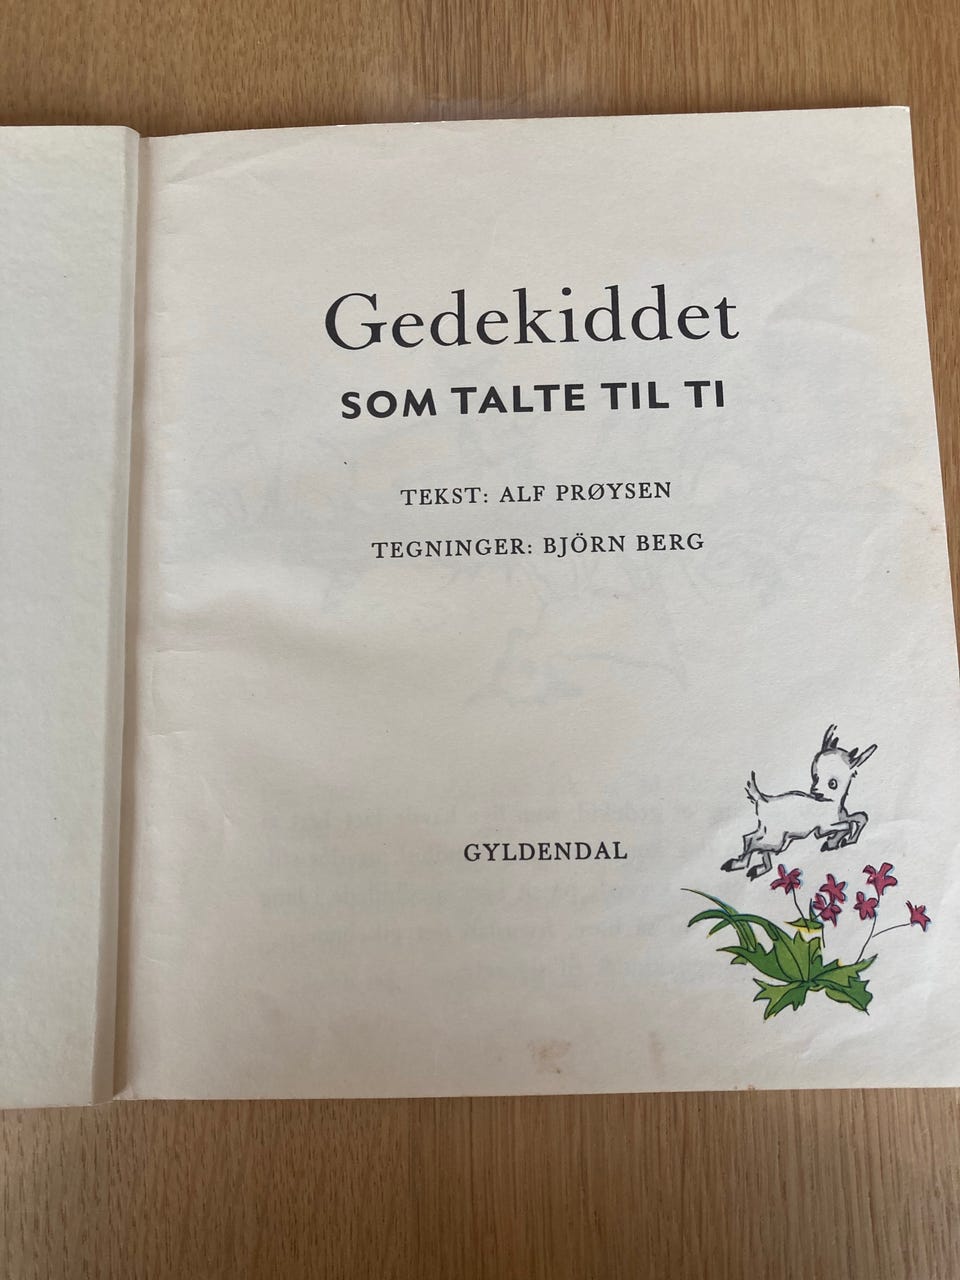 Gedekiddet
SOM TALTE TIL TI
TEKST: ALF PRØYSEN
TEGNINGER: BJÖRN BERG
GYLDENDAL